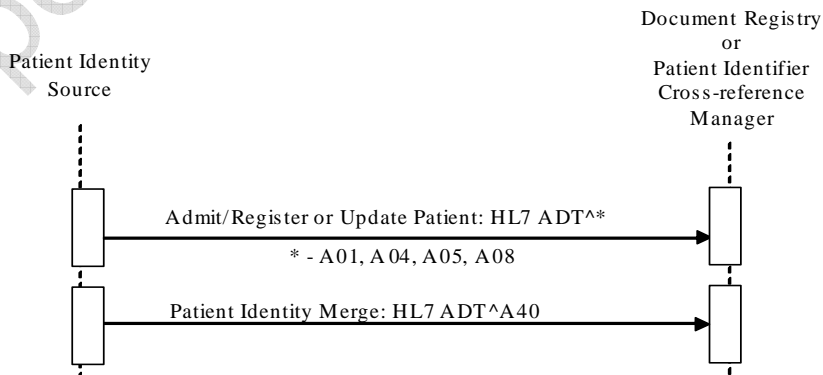 Document Registry
or
Patient Identifier
Cross-reference
Manager
Patient Identity
Source
Admit/Register or Update Patient: HL7 ADT^*
* - A01, A04, A05, A08
Patient Identity Merge: HL7 ADT^A40